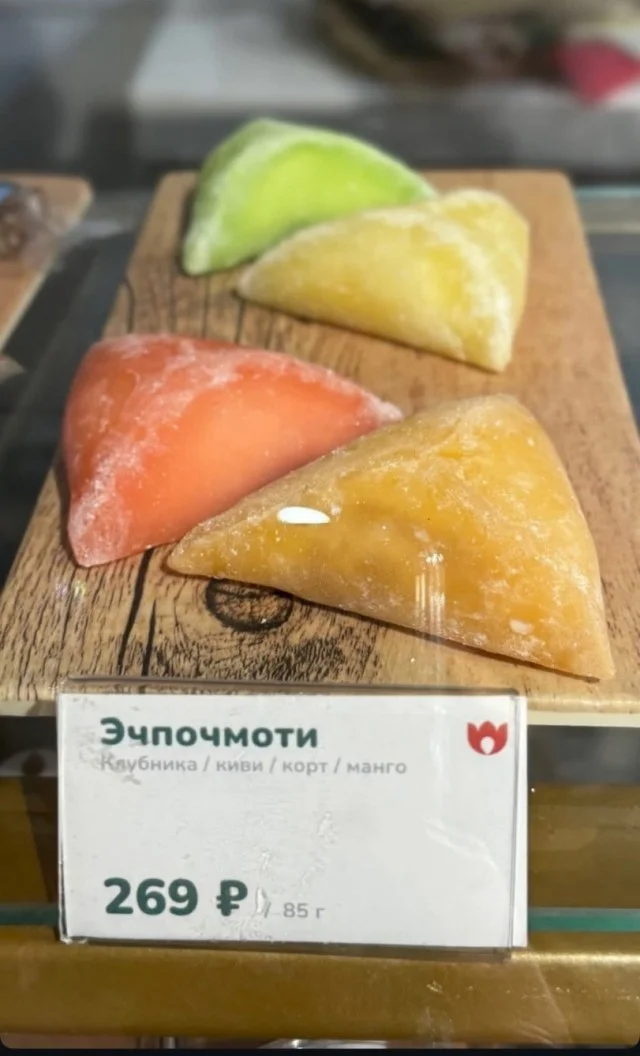 Эчпочмоти
Клубника / киви / корт / манго
269 ₽ / 85 г